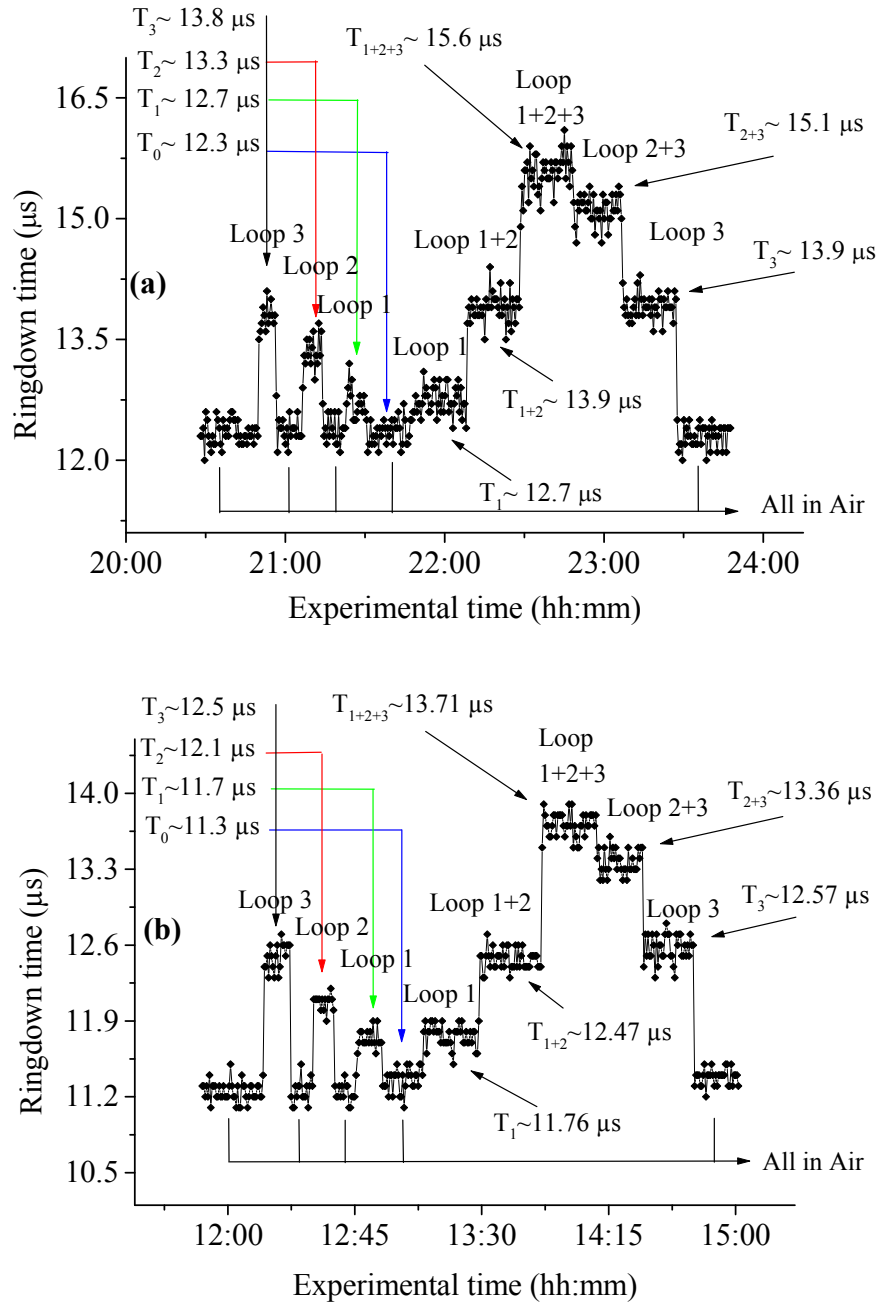 T3~ 13.8 µs
T2~ 13.3 µs
T1~ 12.7 µs
T0~ 12.3 µs
T1+2+3~ 15.6 µs
Loop
1+2+3
Loop 2+3
T2+3~ 15.1 µs
Loop 3
Loop 2
Loop 1
Loop 1+2
Loop 1
Loop 3
T3~ 13.9 µs
(a)
T1+2~ 13.9 µs
T1~ 12.7 µs
All in Air
16.5
15.0
13.5
12.0
Ringdown time (µs)
20:00 21:00 22:00 23:00 24:00
Experimental time (hh:mm)
T3~12.5 µs
T2~12.1 µs
T1~11.7 µs
T0~11.3 µs
T1+2+3~13.71 µs
Loop
1+2+3
Loop 2+3
T2+3~13.36 µs
Loop 3
Loop 2
Loop 1
Loop 1+2
Loop 1
Loop 3
T3~12.57 µs
(b)
T1+2~12.47 µs
T1~11.76 µs
All in Air
14.0
13.3
12.6
11.9
11.2
10.5
Ringdown time (µs)
12:00 12:45 13:30 14:15 15:00
Experimental time (hh:mm)